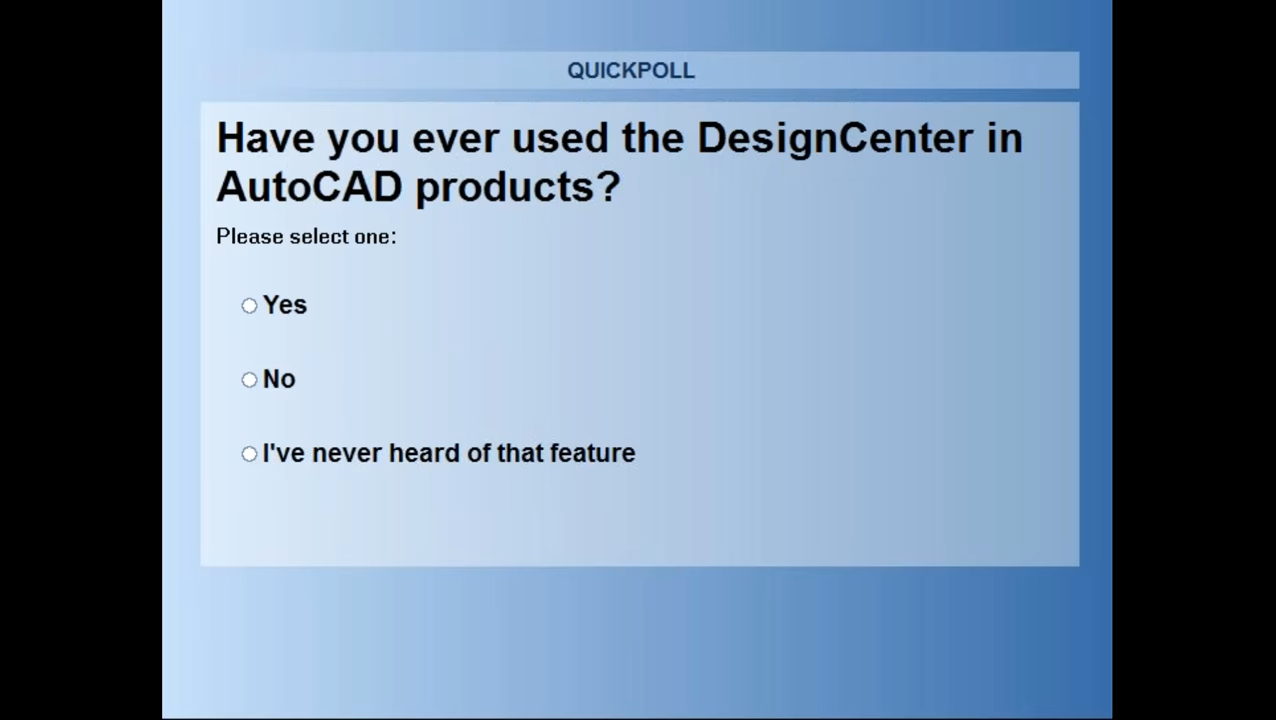 QUICKPOLL
Have you ever used the DesignCenter in
AutoCAD products?
Please select one:
Yes
No
I've never heard of that feature